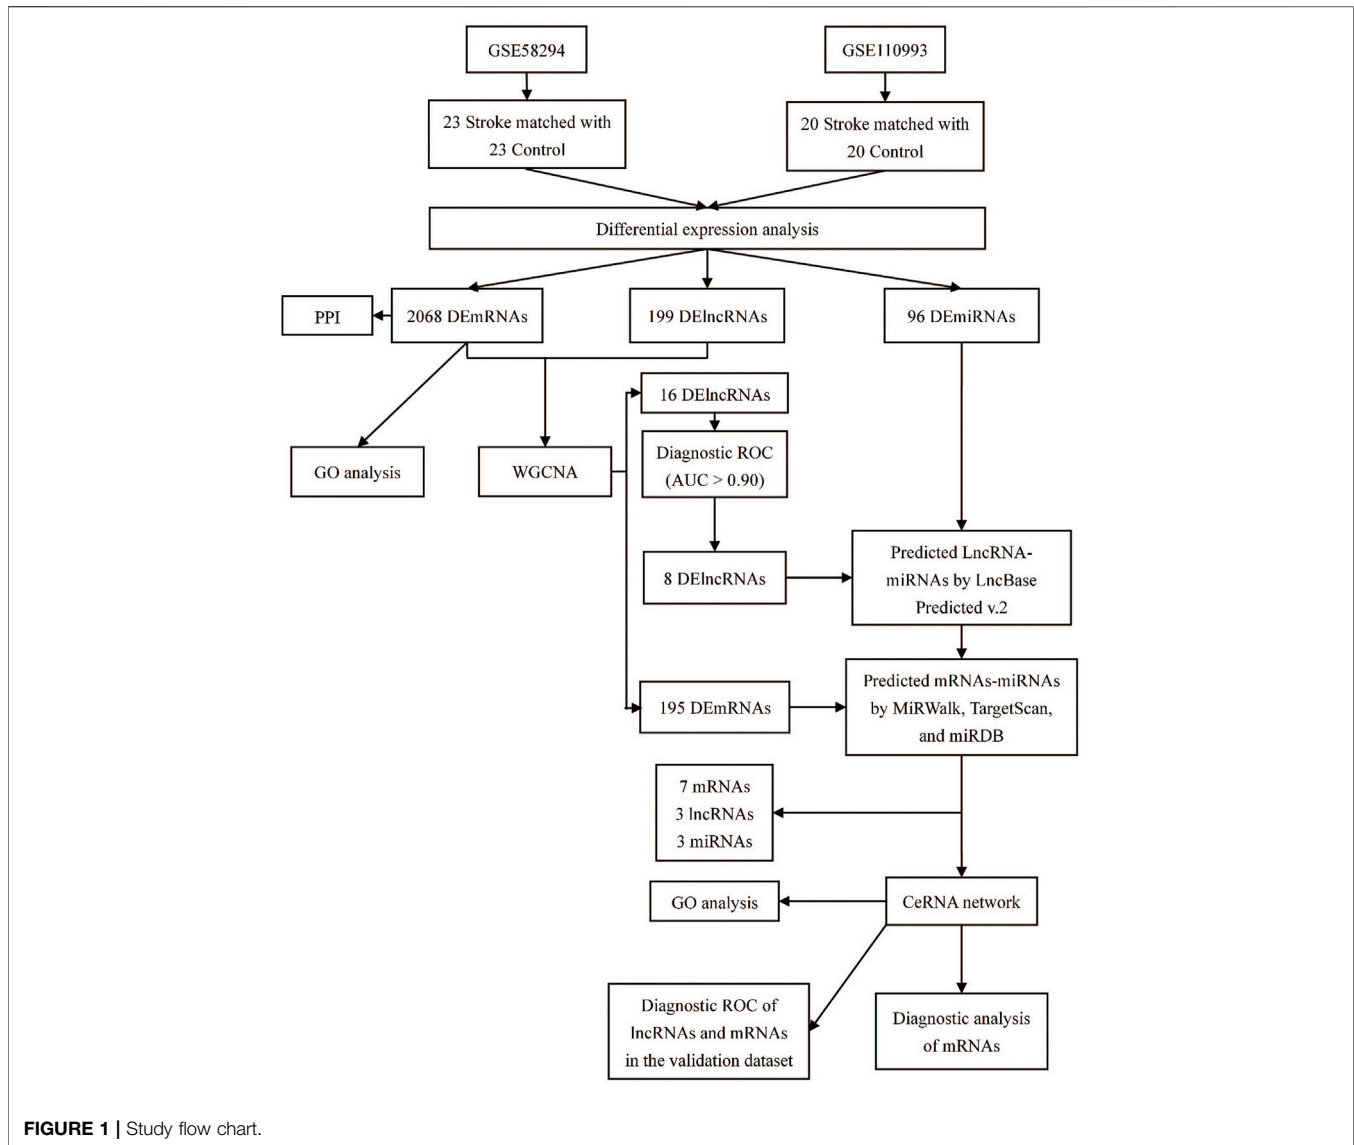 GSE58294
GSE110993
23 Stroke matched with
23 Control
20 Stroke matched with
20 Control
Differential expression analysis
PPI
2068 DEmRNAs
199 DElncRNAs
96 DEmiRNAs
16 DElncRNAs
GO analysis
WGCNA
Diagnostic ROC
(AUC > 0.90)
8 DElncRNAs
Predicted LncRNA-
miRNAs by LncBase
Predicted v.2
195 DEmRNAs
Predicted mRNAs-miRNAs
by MiRWalk, TargetScan,
and miRDB
7 mRNAs
3 lncRNAs
3 miRNAs
GO analysis
CeRNA network
Diagnostic ROC of
lncRNAs and mRNAs
in the validation dataset
Diagnostic analysis
of mRNAs
FIGURE 1 | Study flow chart.